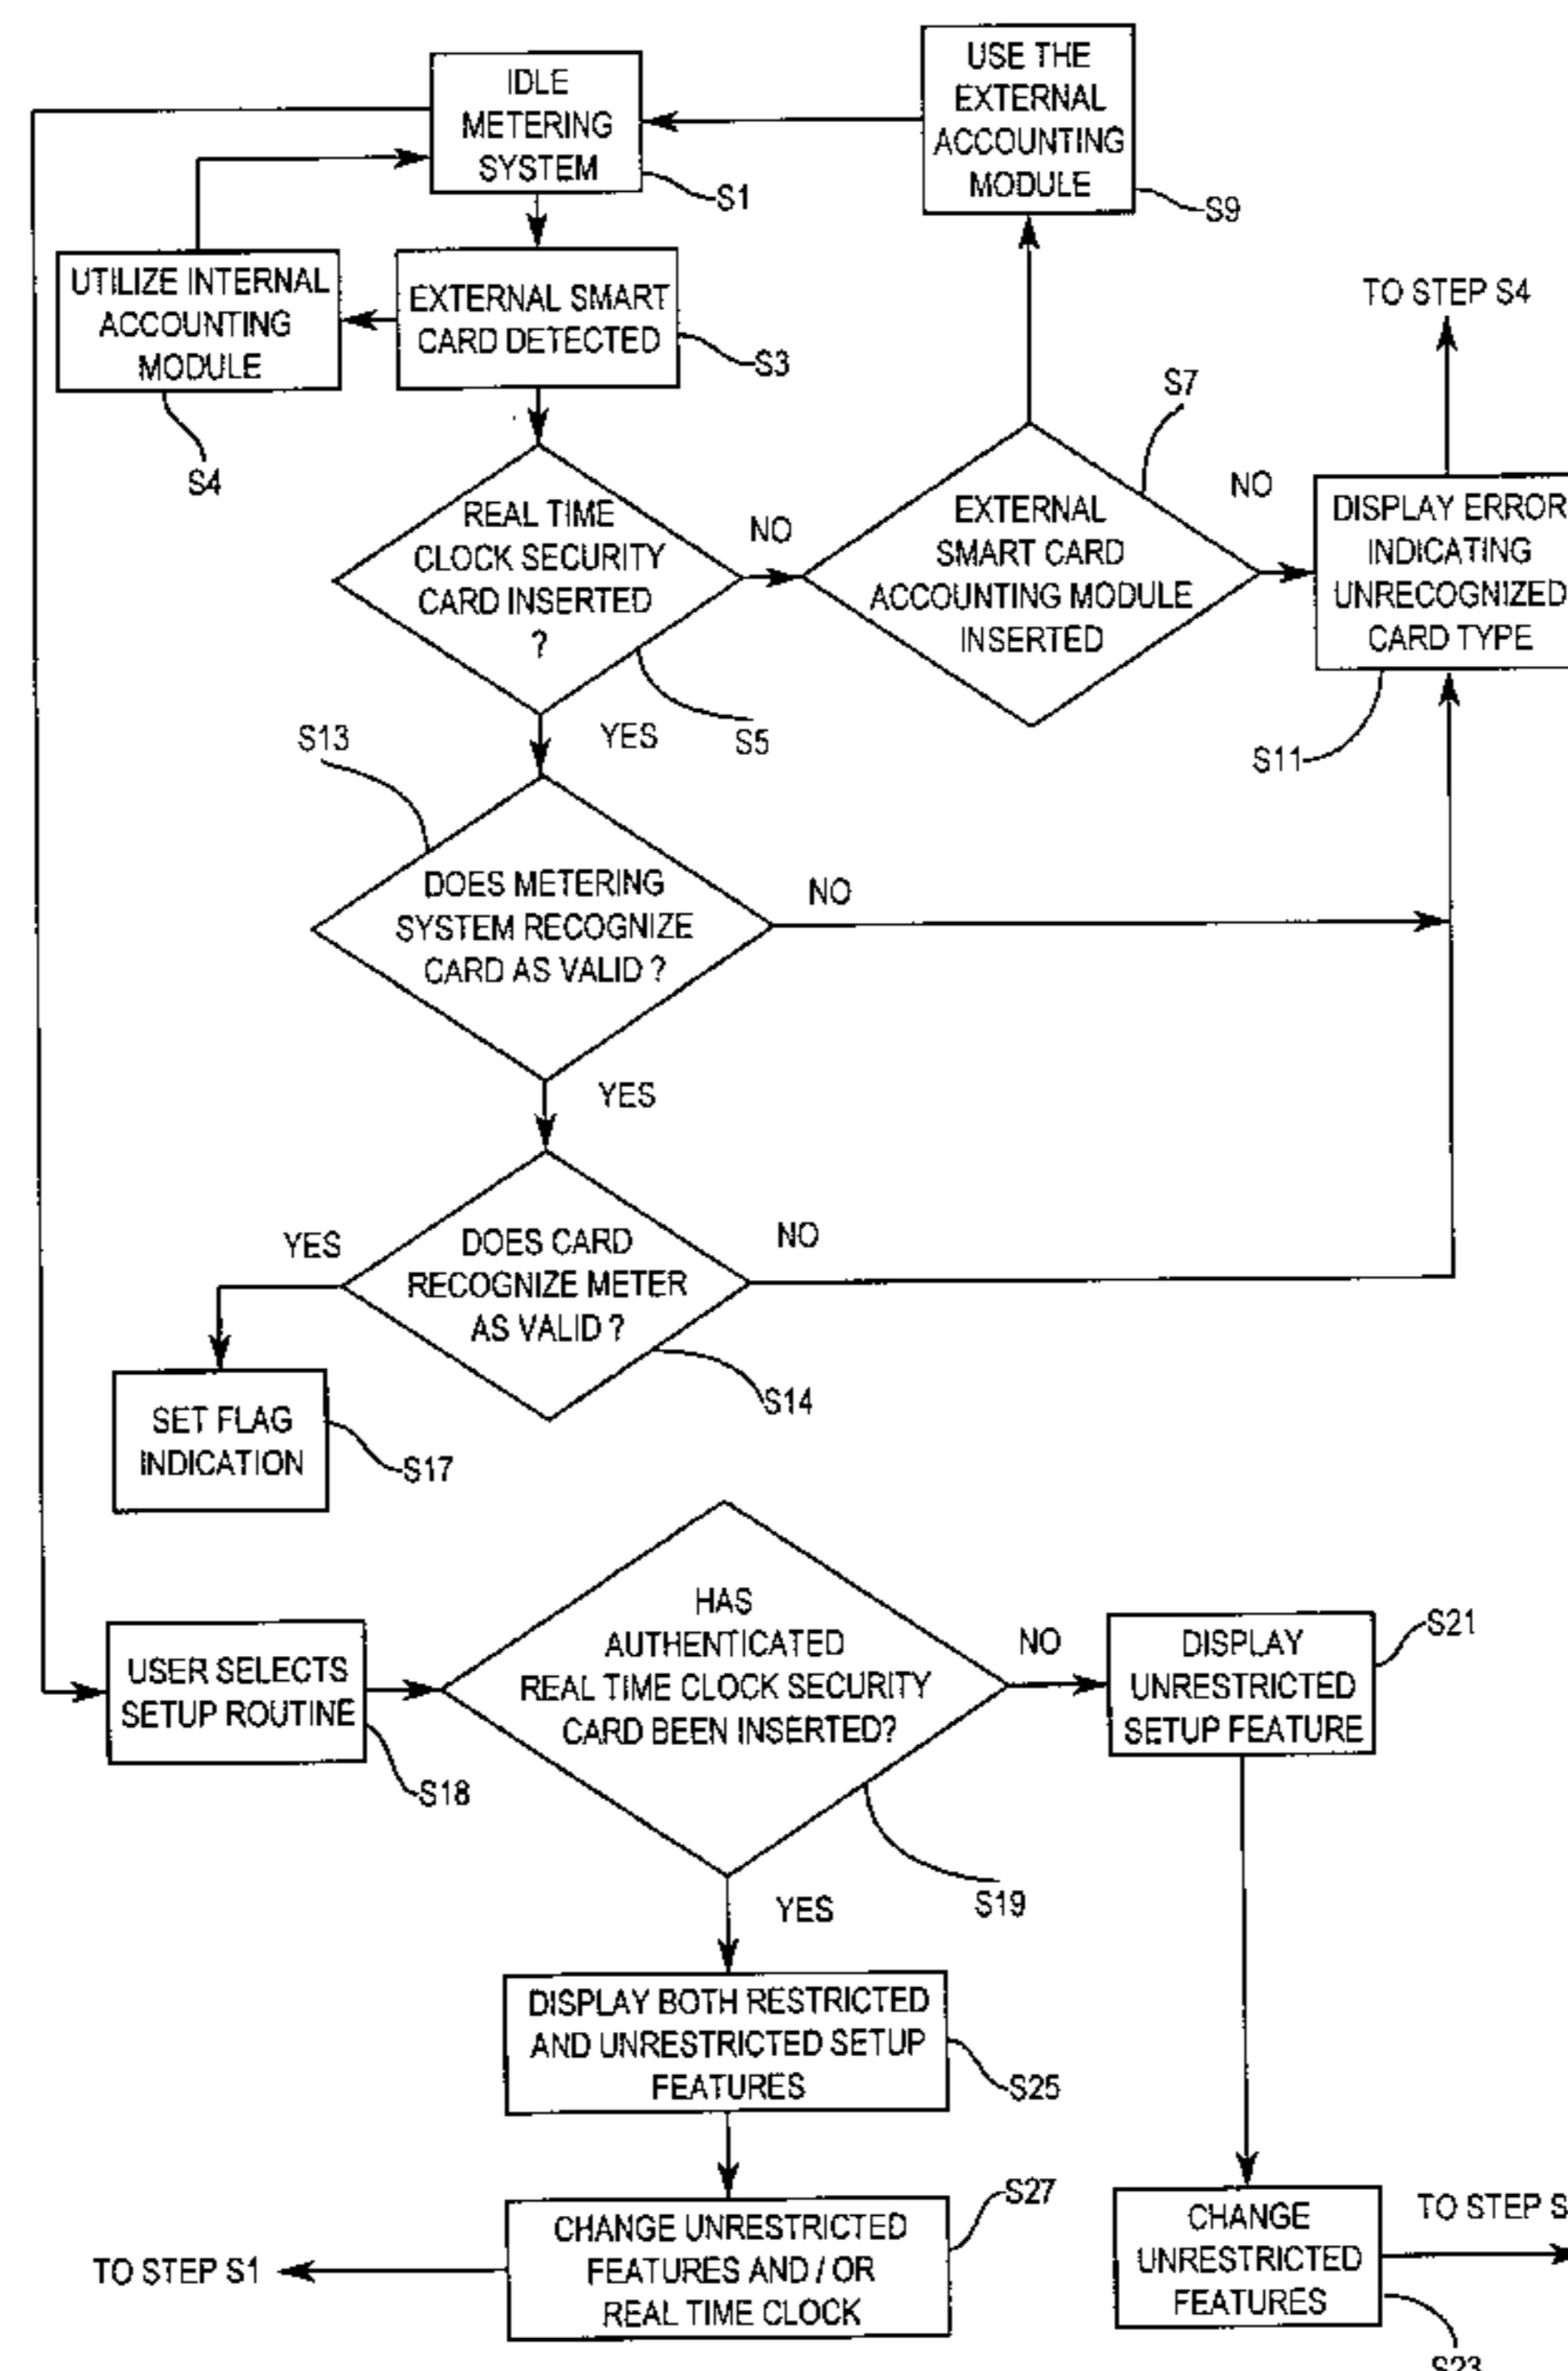 IDLE
METERING
SYSTEM
S1
USE THE
EXTERNAL
ACCOUNTING
MODULE
S9
UTILIZE INTERNAL
ACCOUNTING
MODULE
S4
EXTERNAL SMART
CARD DETECTED
S3
TO STEP S4
S7
REAL TIME
CLOCK SECURITY
CARD INSERTED
?
S5
NO
EXTERNAL
SMART CARD
ACCOUNTING MODULE
INSERTED
NO
DISPLAY ERROR
INDICATING
UNRECOGNIZED
CARD TYPE
S11
YES
S13
DOES METERING
SYSTEM RECOGNIZE
CARD AS VALID ?
NO
YES
DOES CARD
RECOGNIZE METER
AS VALID ?
YES
NO
S14
SET FLAG
INDICATION
S17
USER SELECTS
SETUP ROUTINE
S18
HAS
AUTHENTICATED
REAL TIME CLOCK SECURITY
CARD BEEN INSERTED?
S19
NO
DISPLAY
UNRESTRICTED
SETUP FEATURE
S21
YES
DISPLAY BOTH RESTRICTED
AND UNRESTRICTED SETUP
FEATURES
S25
CHANGE UNRESTRICTED
FEATURES AND / OR
REAL TIME CLOCK
S27
TO STEP S1
CHANGE
UNRESTRICTED
FEATURES
TO STEP
S23